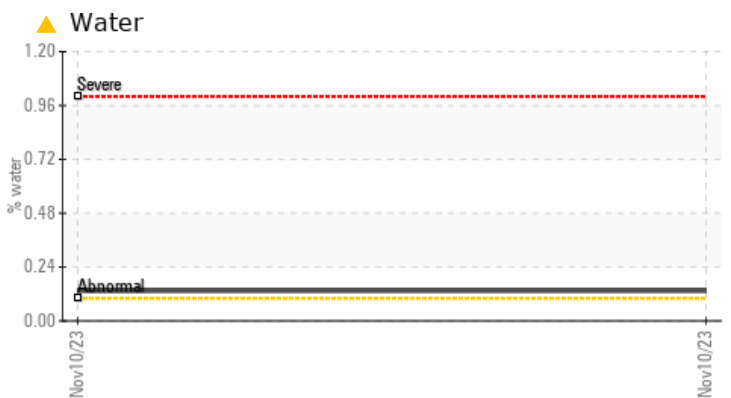 Water
1.20
Severe
0.96
0.72
% water
0.48
0.24
Abnormal
0.00
Nov10/23
Nov10/23